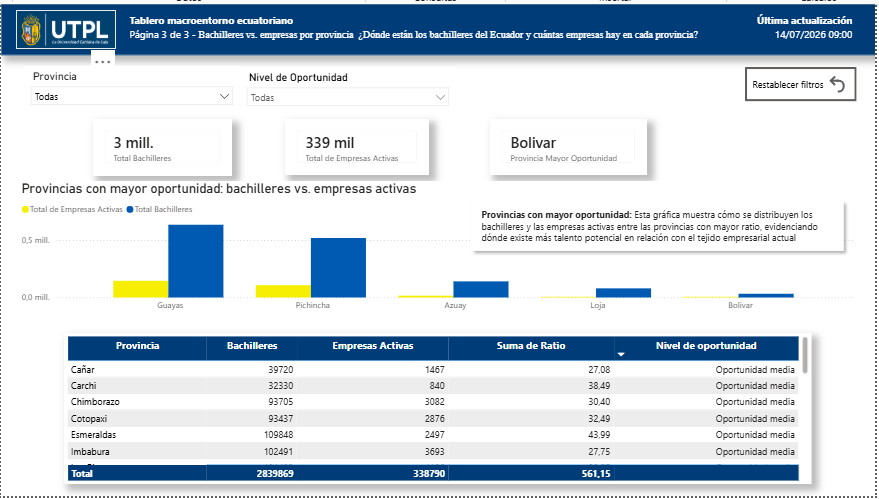 UTPL
La Universidad Católica de Loja
Tablero macroentorno ecuatoriano
Página 3 de 3 - Bachilleres vs. empresas por provincia ¿Dónde están los bachilleres del Ecuador y cuántas empresas hay en cada provincia?
Última actualización
14/07/2026 09:00
Provincia
Todas
Nivel de Oportunidad
Todas
Restablecer filtros
3 mill.
Total Bachilleres
339 mil
Total de Empresas Activas
Bolivar
Provincia Mayor Oportunidad
Provincias con mayor oportunidad: bachilleres vs. empresas activas
Total de Empresas Activas Total Bachilleres
Provincias con mayor oportunidad: Esta gráfica muestra cómo se distribuyen los
bachilleres y las empresas activas entre las provincias con mayor ratio, evidenciando
dónde existe más talento potencial en relación con el tejido empresarial actual
0,5 mill.
0,0 mill.
Guayas Pichincha Azuay Loja Bolivar
Provincia Bachilleres Empresas Activas Suma de Ratio Nivel de oportunidad
Cañar 39720 1467 27,08 Oportunidad media
Carchi 32330 840 38,49 Oportunidad media
Chimborazo 93705 3082 30,40 Oportunidad media
Cotopaxi 93437 2876 32,49 Oportunidad media
Esmeraldas 109848 2497 43,99 Oportunidad media
Imbabura 102491 3693 27,75 Oportunidad media
Total 2839869 338790 561,15